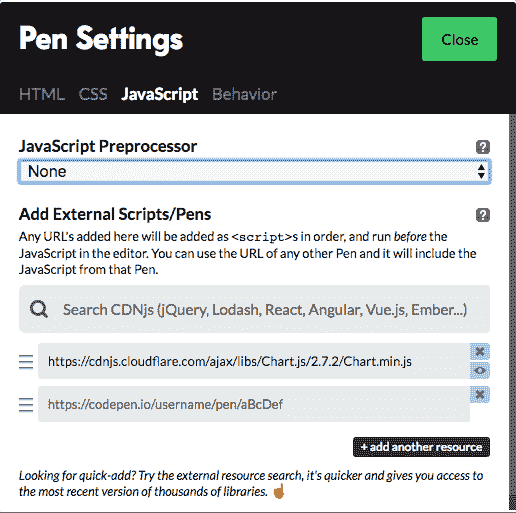 Pen Settings
Close
HTML CSS JavaScript Behavior
JavaScript Preprocessor
None
Add External Scripts/Pens
Any URL's added here will be added as <script>s in order, and run before the
JavaScript in the editor. You can use the URL of any other Pen and it will include the
JavaScript from that Pen.
Search CDNjs (jQuery, Lodash, React, Angular, Vue.js, Ember...)
https://cdnjs.cloudflare.com/ajax/libs/Chart.js/2.7.2/Chart.min.js
https://codepen.io/username/pen/aBcDef
+ add another resource
Looking for quick-add? Try the external resource search, it's quicker and gives you access to
the most recent version of thousands of libraries.